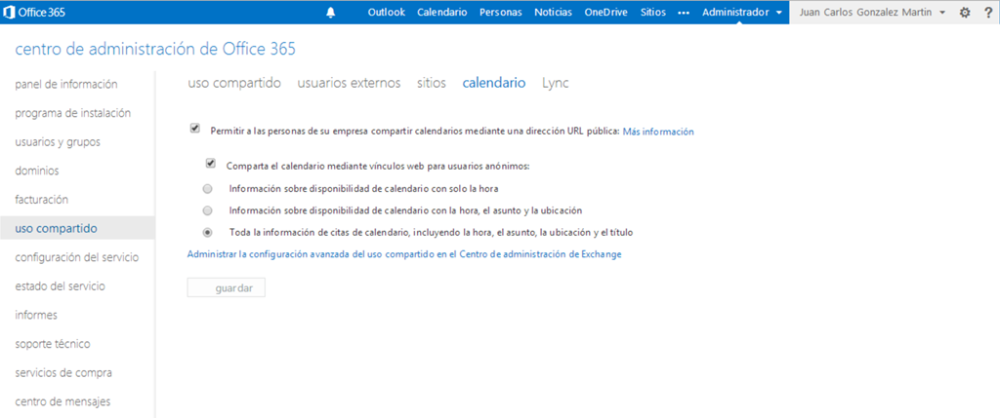 Office 365 Outlook Calendario Personas Noticias OneDrive Sitios ••• Administrador Juan Carlos Gonzalez Martin ?
centro de administración de Office 365
panel de información
programa de instalación
usuarios y grupos
dominios
facturación
uso compartido
configuración del servicio
estado del servicio
informes
soporte técnico
servicios de compra
centro de mensajes
uso compartido usuarios externos sitios calendario Lync
Permitir a las personas de su empresa compartir calendarios mediante una dirección URL pública: Más información
Comparta el calendario mediante vínculos web para usuarios anónimos:
Información sobre disponibilidad de calendario con solo la hora
Información sobre disponibilidad de calendario con la hora, el asunto y la ubicación
Toda la información de citas de calendario, incluyendo la hora, el asunto, la ubicación y el título
Administrar la configuración avanzada del uso compartido en el Centro de administración de Exchange
guardar